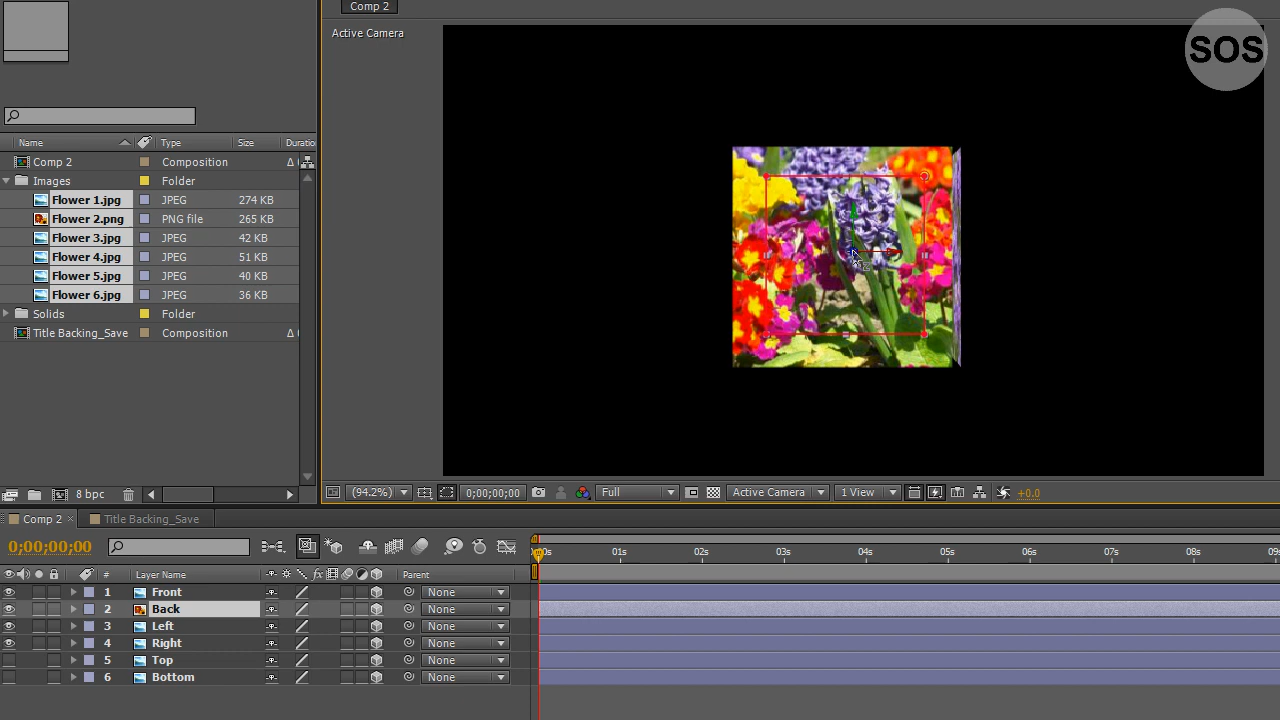 Comp 2
Active Camera
SOS
Name Type Size Duratio
Comp 2 Composition Δ
Images Folder
Flower 1.jpg JPEG 274 KB
Flower 2.png PNG file 265 KB
Flower 3.jpg JPEG 42 KB
Flower 4.jpg JPEG 51 KB
Flower 5.jpg JPEG 40 KB
Flower 6.jpg JPEG 36 KB
Solids Folder
Title Backing_Save Composition Δ
8 bpc
(94.2%) 0;00;00;00 Full Active Camera 1 View +0.0
Comp 2 × Title Backing_Save
0;00;00;00
01s 02s 03s 04s 05s 06s 07s 08s
# Layer Name fx Parent
1 Front None
2 Back None
3 Left None
4 Right None
5 Top None
6 Bottom None